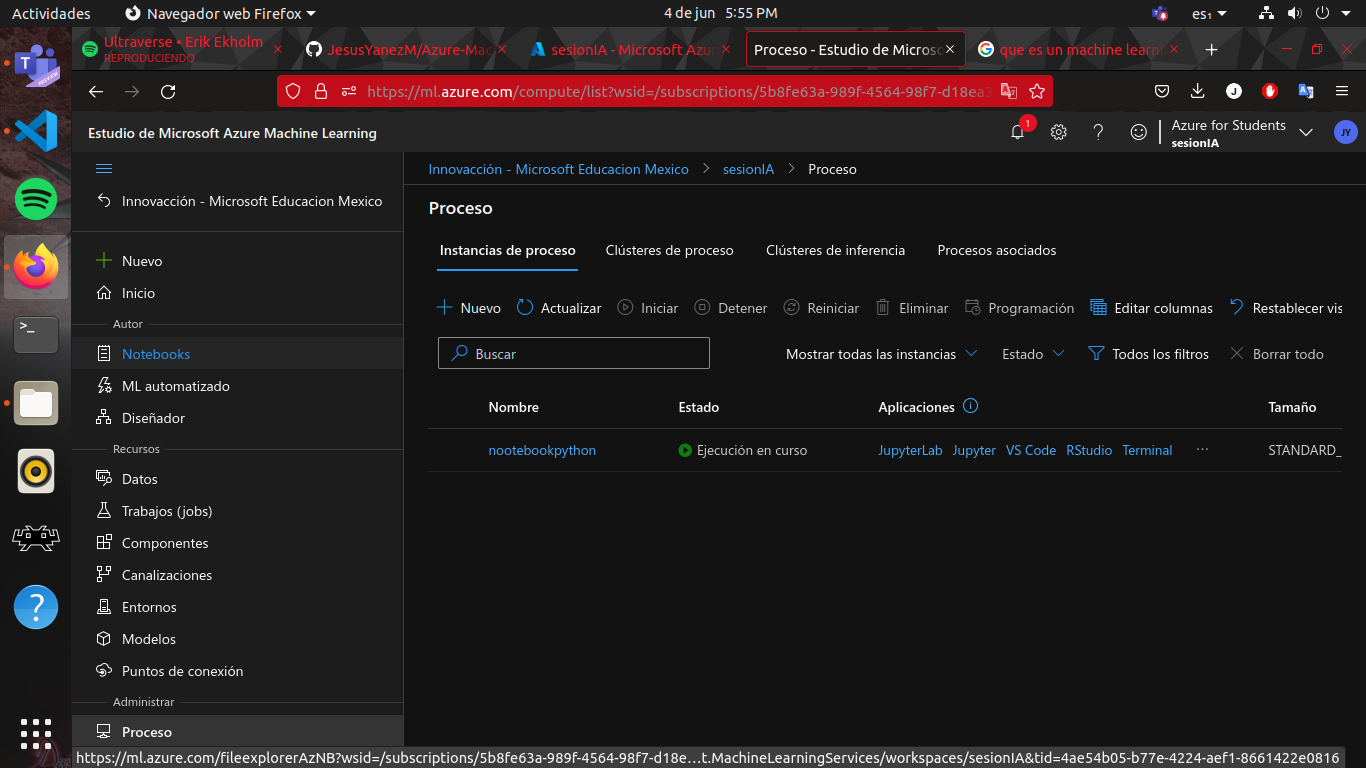 Actividades Navegador web Firefox 4 de jun 5:55 PM es₁
Ultraverse • Erik Ekholm
REPRODUCIENDO
JesusYanezM/Azure-Mac
sesionIA - Microsoft Azur
Proceso - Estudio de Microso
que es un machine learni
https://ml.azure.com/compute/list?wsid=/subscriptions/5b8fe63a-989f-4564-98f7-d18ea3
Estudio de Microsoft Azure Machine Learning
1
Azure for Students
sesionIA
JY
Innovacción - Microsoft Educacion Mexico
Nuevo
Inicio
Autor
Notebooks
ML automatizado
Diseñador
Recursos
Datos
Trabajos (jobs)
Componentes
Canalizaciones
Entornos
Modelos
Puntos de conexión
Administrar
Proceso
Innovacción - Microsoft Educacion Mexico > sesionIA > Proceso
Proceso
Instancias de proceso Clústeres de proceso Clústeres de inferencia Procesos asociados
Nuevo Actualizar Iniciar Detener Reiniciar Eliminar Programación Editar columnas Restablecer vis
Buscar Mostrar todas las instancias Estado Todos los filtros Borrar todo
Nombre Estado Aplicaciones Tamaño
nootebookpython Ejecución en curso JupyterLab Jupyter VS Code RStudio Terminal ... STANDARD_
https://ml.azure.com/fileexplorerAzNB?wsid=/subscriptions/5b8fe63a-989f-4564-98f7-d18e…t.MachineLearningServices/workspaces/sesionIA&tid=4ae54b05-b77e-4224-aef1-8661422e0816